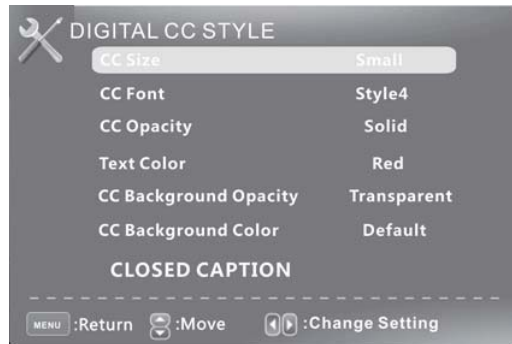 DIGITAL CC STYLE
CC Size Small
CC Font Style4
CC Opacity Solid
Text Color Red
CC Background Opacity Transparent
CC Background Color Default
CLOSED CAPTION
MENU :Return :Move :Change Setting